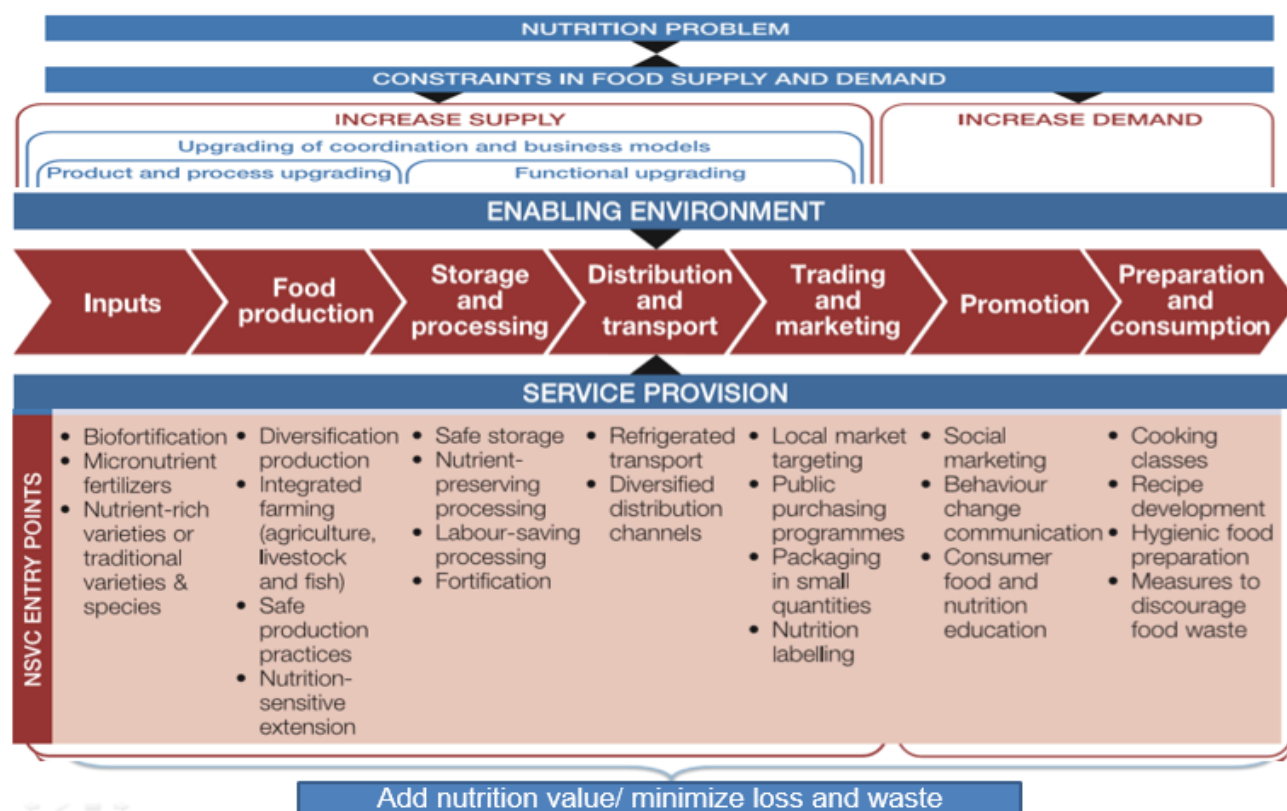 NUTRITION PROBLEM
CONSTRAINTS IN FOOD SUPPLY AND DEMAND
INCREASE SUPPLY
INCREASE DEMAND
Upgrading of coordination and business models
Product and process upgrading
Functional upgrading
ENABLING ENVIRONMENT
Inputs
Food
production
Storage
and
processing
Distribution
and
transport
Trading
and
marketing
Promotion
Preparation
and
consumption
SERVICE PROVISION
NSVC ENTRY POINTS
• Biofortification
• Micronutrient
fertilizers
• Nutrient-rich
varieties or
traditional
varieties &
species
• Diversification
production
• Integrated
farming
(agriculture,
livestock
and fish)
• Safe
production
practices
• Nutrition-
sensitive
extension
• Safe storage
• Nutrient-
preserving
processing
• Labour-saving
processing
• Fortification
• Refrigerated
transport
• Diversified
distribution
channels
• Local market
targeting
• Public
purchasing
programmes
• Packaging
in small
quantities
• Nutrition
labelling
• Social
marketing
• Behaviour
change
communication
• Consumer
food and
nutrition
education
• Cooking
classes
• Recipe
development
• Hygienic food
preparation
• Measures to
discourage
food waste
Add nutrition value/ minimize loss and waste